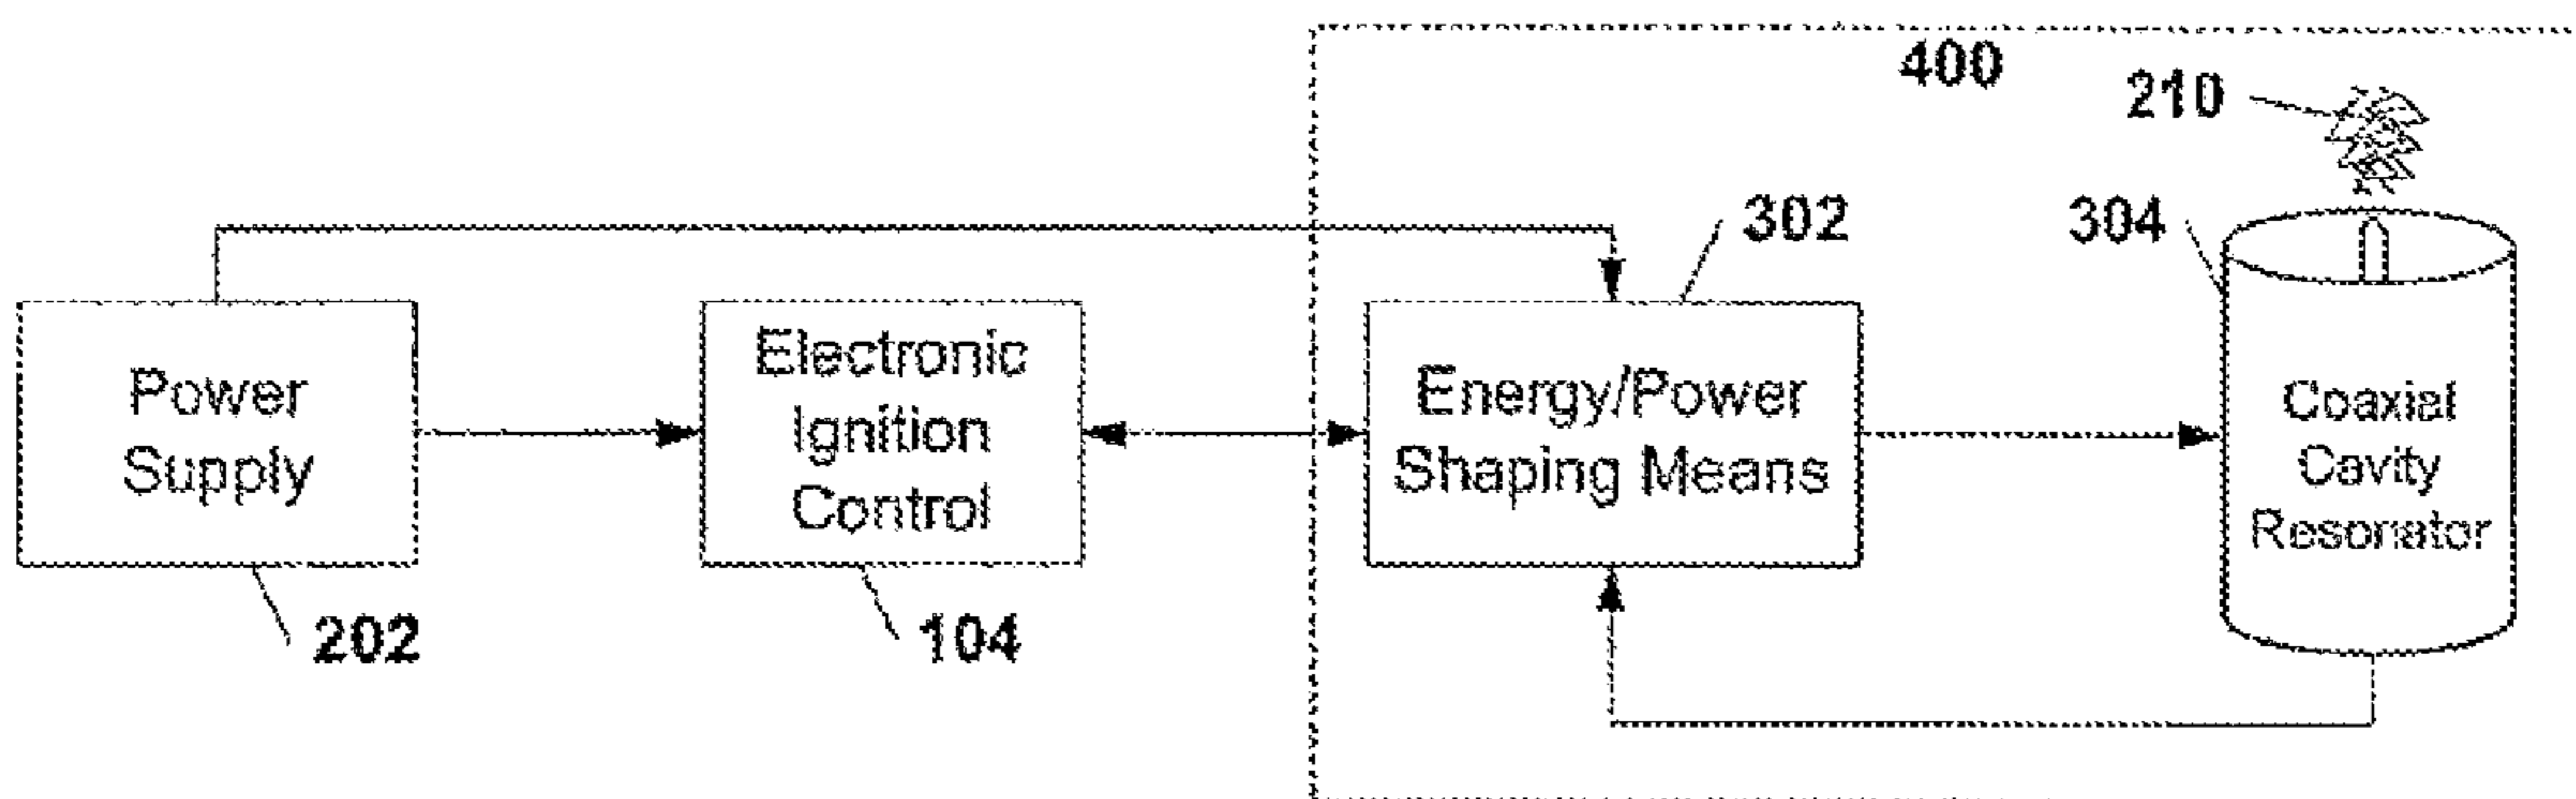 400
210
302
304
Power
Supply
Electronic
Ignition
Control
Energy/Power
Shaping Means
Coaxial
Cavity
Resonator
202
104